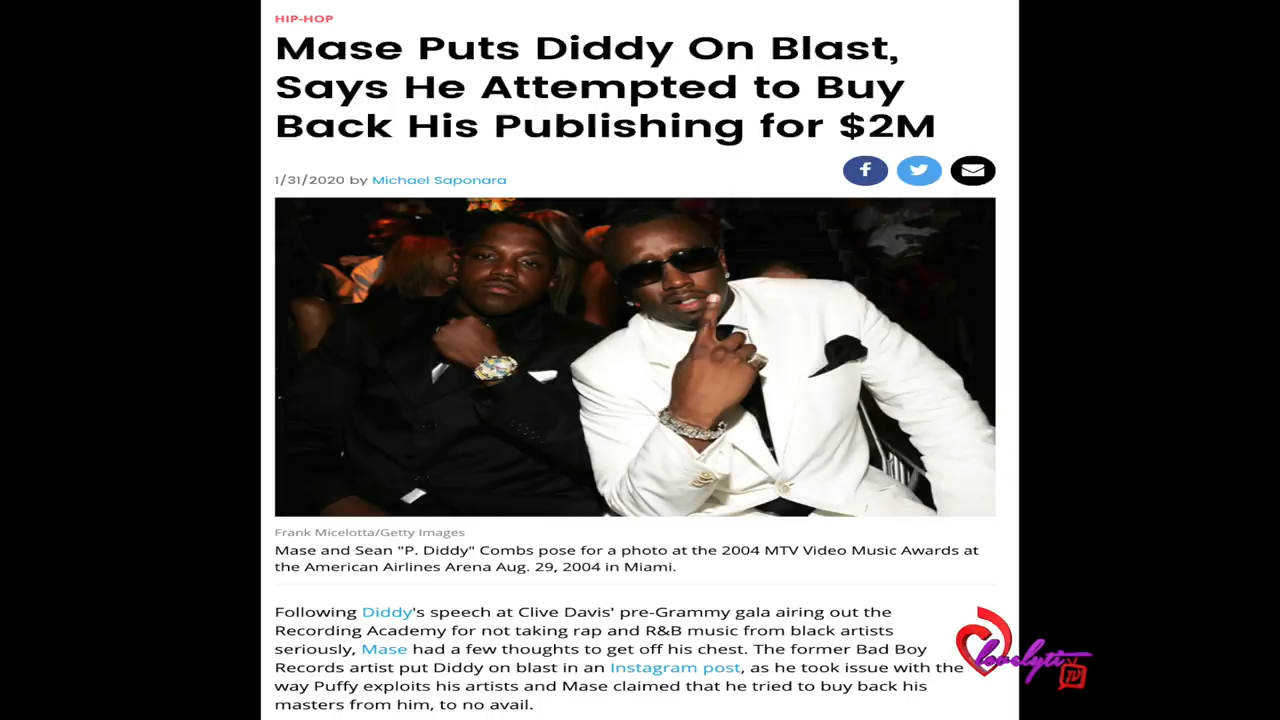 HIP-HOP
Mase Puts Diddy On Blast,
Says He Attempted to Buy
Back His Publishing for $2M
1/31/2020 by Michael Saponara
Frank Micelotta/Getty Images
Mase and Sean "P. Diddy" Combs pose for a photo at the 2004 MTV Video Music Awards at
the American Airlines Arena Aug. 29, 2004 in Miami.
Following Diddy's speech at Clive Davis' pre-Grammy gala airing out the
Recording Academy for not taking rap and R&B music from black artists
seriously, Mase had a few thoughts to get off his chest. The former Bad Boy
Records artist put Diddy on blast in an Instagram post, as he took issue with the
way Puffy exploits his artists and Mase claimed that he tried to buy back his
masters from him, to no avail.
lovelyti
TV